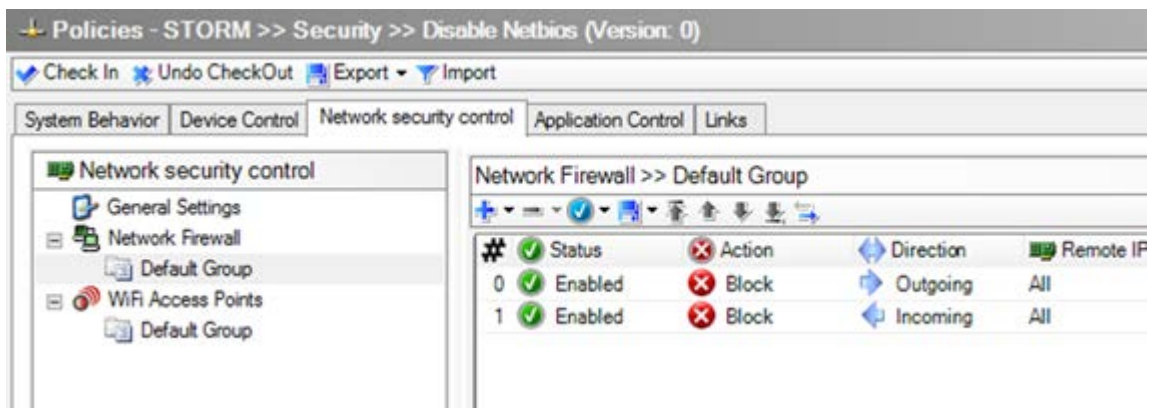 Policies - STORM >> Security >> Disable Netbios (Version: 0)
Check In Undo CheckOut Export Import
System Behavior Device Control Network security control Application Control Links
Network security control
General Settings
Network Firewall
Default Group
WiFi Access Points
Default Group
Network Firewall >> Default Group
# Status Action Direction Remote IP
0 Enabled Block Outgoing All
1 Enabled Block Incoming All